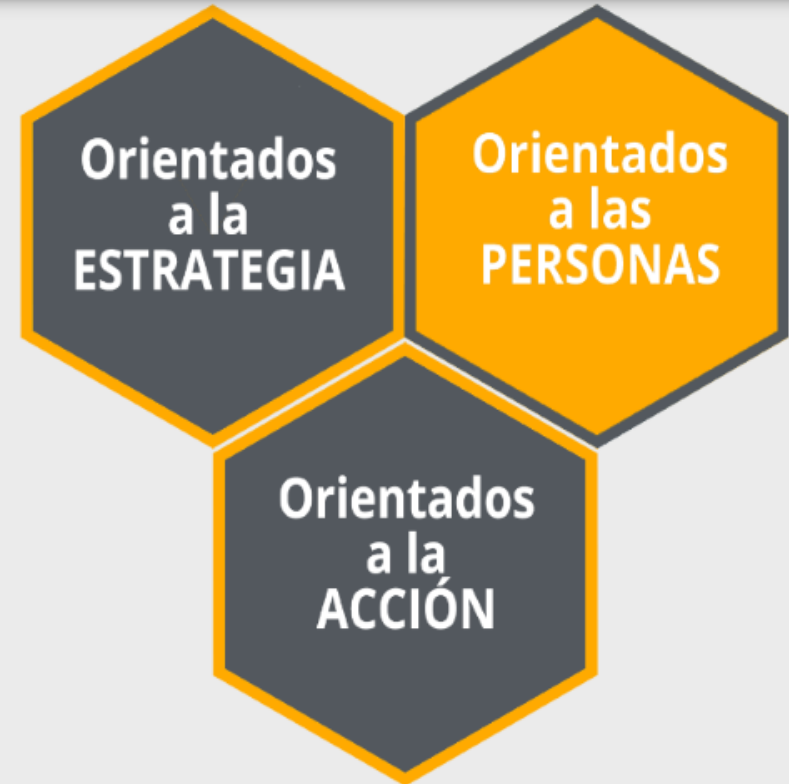 Orientados
a la
ESTRATEGIA
Orientados
a las
PERSONAS
Orientados
a la
ACCIÓN